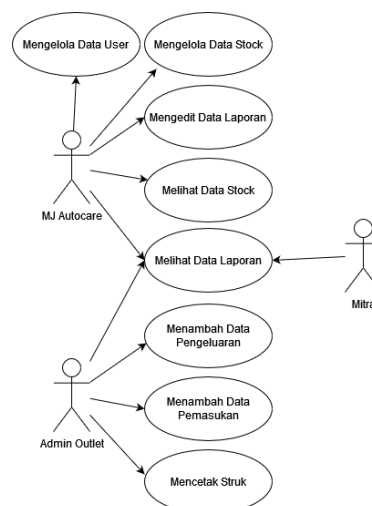 Mengelola Data User
Mengelola Data Stock
Mengedit Data Laporan
Melihat Data Stock
MJ Autocare
Melihat Data Laporan
Mitra
Menambah Data
Pengeluaran
Menambah Data
Pemasukan
Admin Outlet
Mencetak Struk